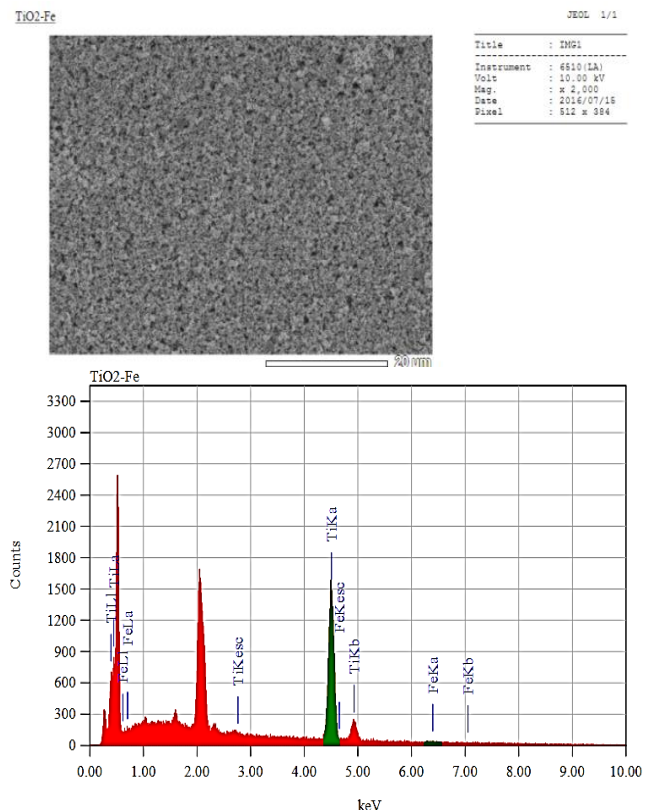 TiO2-Fe
JEOL 1/1
Title : IMG1
Instrument : 6510(LA)
Volt : 10.00 kV
Mag. : x 2,000
Date : 2016/07/15
Pixel : 512 x 384
20 µm
TiO2-Fe
3300
3000
2700
2400
2100
1800
1500
1200
900
600
300
0
Counts
TiLl
TiLa
FeLl
FeLa
TiKesc
TiKa
FeKesc
TiKb
FeKa
FeKb
0.00 1.00 2.00 3.00 4.00 5.00 6.00 7.00 8.00 9.00 10.00
keV